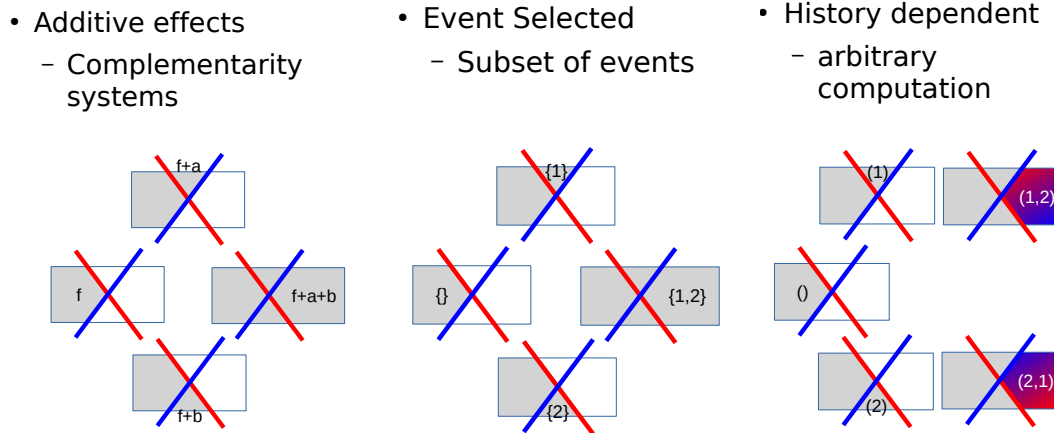 • Additive effects
– Complementarity
systems
f+a
f
f+a+b
f+b
• Event Selected
– Subset of events
{1}
{}
{1,2}
{2}
• History dependent
– arbitrary
computation
(1)
(1,2)
()
(2)
(2,1)